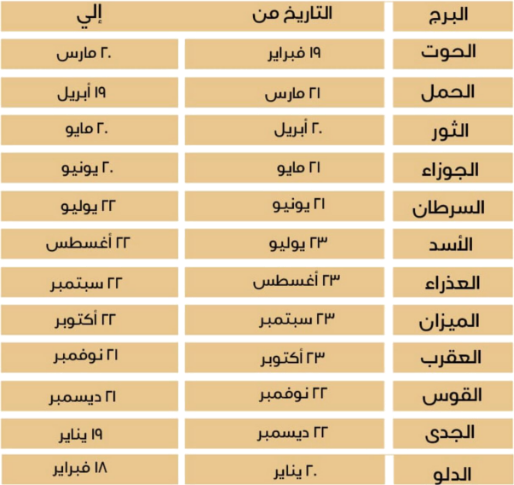 البرج التاريخ من إلي
الحوت ١٩ فبراير ٢٠ مارس
الحمل ٢١ مارس ١٩ أبريل
الثور ٢٠ أبريل ٢٠ مايو
الجوزاء ٢١ مايو ٢٠ يونيو
السرطان ٢١ يونيو ٢٢ يوليو
الأسد ٢٣ يوليو ٢٢ أغسطس
العذراء ٢٣ أغسطس ٢٢ سبتمبر
الميزان ٢٣ سبتمبر ٢٢ أكتوبر
العقرب ٢٣ أكتوبر ٢١ نوفمبر
القوس ٢٢ نوفمبر ٢١ ديسمبر
الجدى ٢٢ ديسمبر ١٩ يناير
الدلو ٢٠ يناير ١٨ فبراير